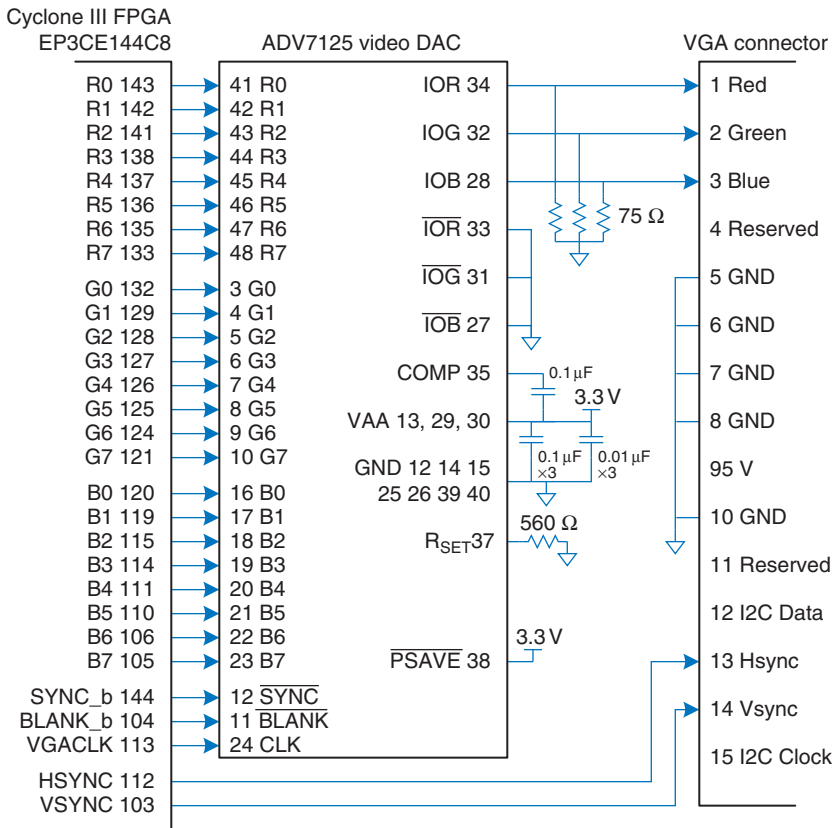 Cyclone III FPGA
EP3CE144C8
ADV7125 video DAC
VGA connector
R0 143
R1 142
R2 141
R3 138
R4 137
R5 136
R6 135
R7 133
G0 132
G1 129
G2 128
G3 127
G4 126
G5 125
G6 124
G7 121
B0 120
B1 119
B2 115
B3 114
B4 111
B5 110
B6 106
B7 105
SYNC_b 144
BLANK_b 104
VGACLK 113
HSYNC 112
VSYNC 103
41 R0
42 R1
43 R2
44 R3
45 R4
46 R5
47 R6
48 R7
3 G0
4 G1
5 G2
6 G3
7 G4
8 G5
9 G6
10 G7
16 B0
17 B1
18 B2
19 B3
20 B4
21 B5
22 B6
23 B7
12 SYNC
11 BLANK
24 CLK
IOR 34
IOG 32
IOB 28
IOR 33
IOG 31
IOB 27
COMP 35
VAA 13, 29, 30
GND 12 14 15
25 26 39 40
RSET37
PSAVE 38
75 Ω
0.1 µF
3.3 V
0.1 µF
×3
0.01 µF
×3
560 Ω
3.3 V
1 Red
2 Green
3 Blue
4 Reserved
5 GND
6 GND
7 GND
8 GND
95 V
10 GND
11 Reserved
12 I2C Data
13 Hsync
14 Vsync
15 I2C Clock